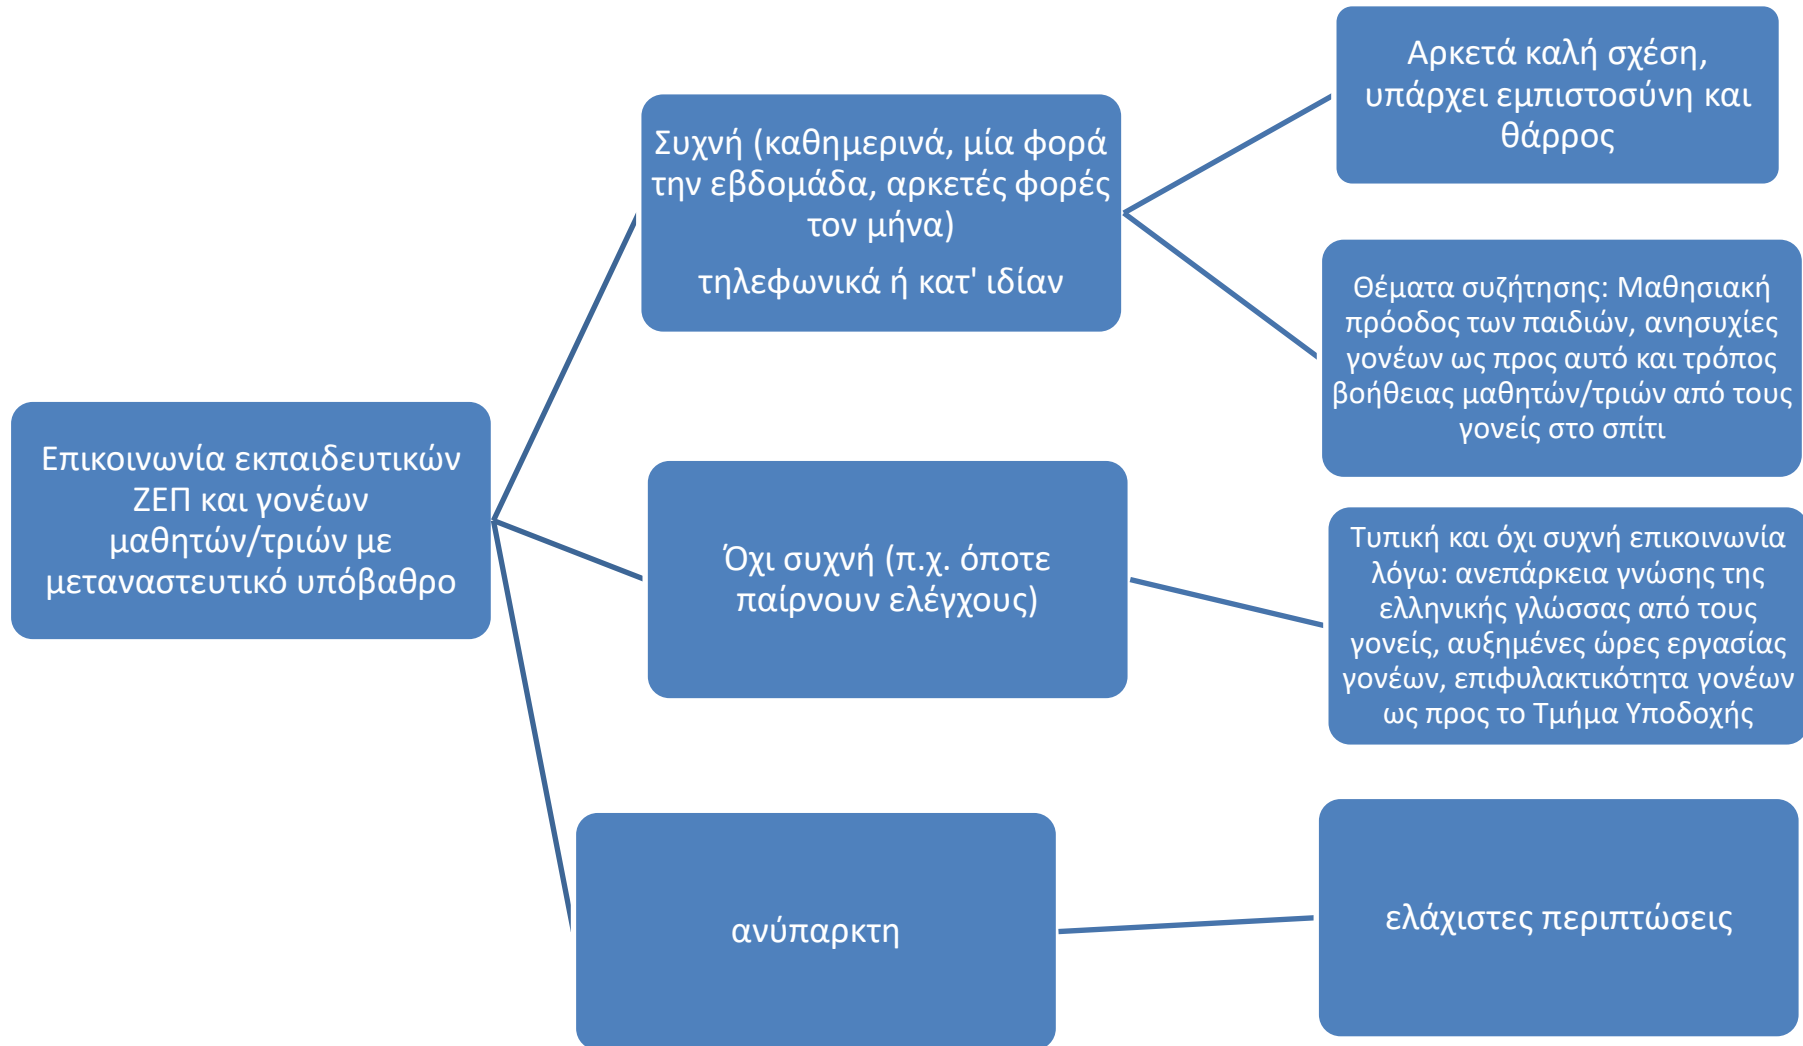 Επικοινωνία εκπαιδευτικών
ΖΕΠ και γονέων
μαθητών/τριών με
μεταναστευτικό υπόβαθρο
Συχνή (καθημερινά, μία φορά
την εβδομάδα, αρκετές φορές
τον μήνα)
τηλεφωνικά ή κατ' ιδίαν
Αρκετά καλή σχέση,
υπάρχει εμπιστοσύνη και
θάρρος
Θέματα συζήτησης: Μαθησιακή
πρόοδος των παιδιών, ανησυχίες
γονέων ως προς αυτό και τρόπος
βοήθειας μαθητών/τριών από τους
γονείς στο σπίτι
Όχι συχνή (π.χ. όποτε
παίρνουν ελέγχους)
Τυπική και όχι συχνή επικοινωνία
λόγω: ανεπάρκεια γνώσης της
ελληνικής γλώσσας από τους
γονείς, αυξημένες ώρες εργασίας
γονέων, επιφυλακτικότητα γονέων
ως προς το Τμήμα Υποδοχής
ανύπαρκτη
ελάχιστες περιπτώσεις